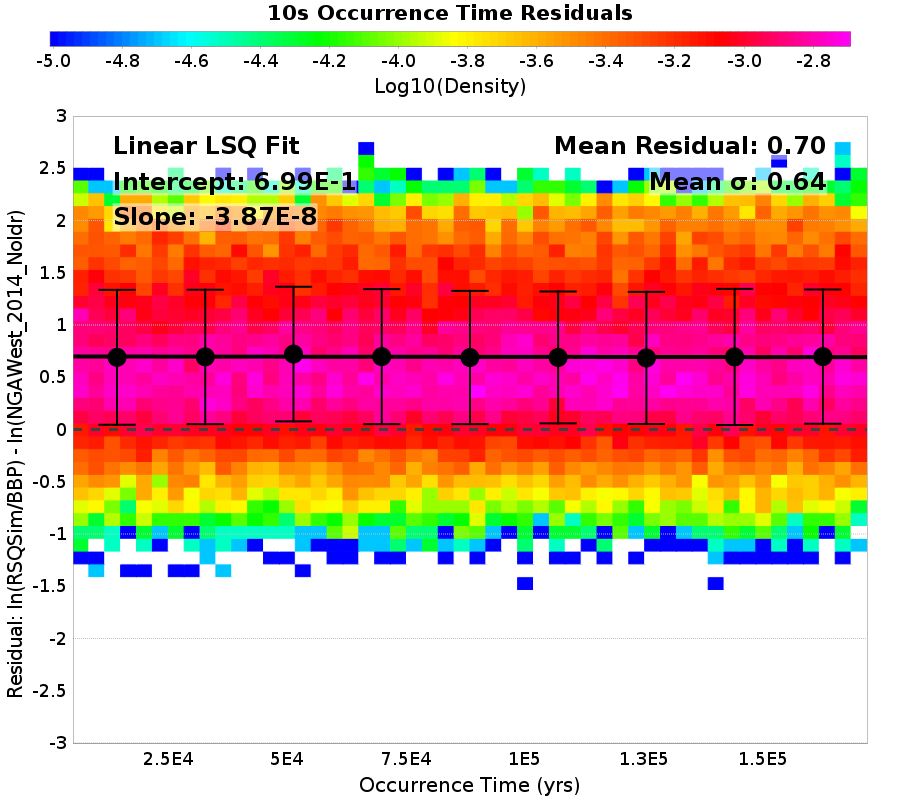 10s Occurrence Time Residuals
-5.0 -4.8 -4.6 -4.4 -4.2 -4.0 -3.8 -3.6 -3.4 -3.2 -3.0 -2.8
Log10(Density)
Linear LSQ Fit
Intercept: 6.99E-1
Slope: -3.87E-8
Mean Residual: 0.70
Mean σ: 0.64
Residual: ln(RSQSim/BBP) - ln(NGAWest_2014_NoIdr)
3
2.5
2
1.5
1
0.5
0
-0.5
-1
-1.5
-2
-2.5
-3
2.5E4 5E4 7.5E4 1E5 1.3E5 1.5E5
Occurrence Time (yrs)